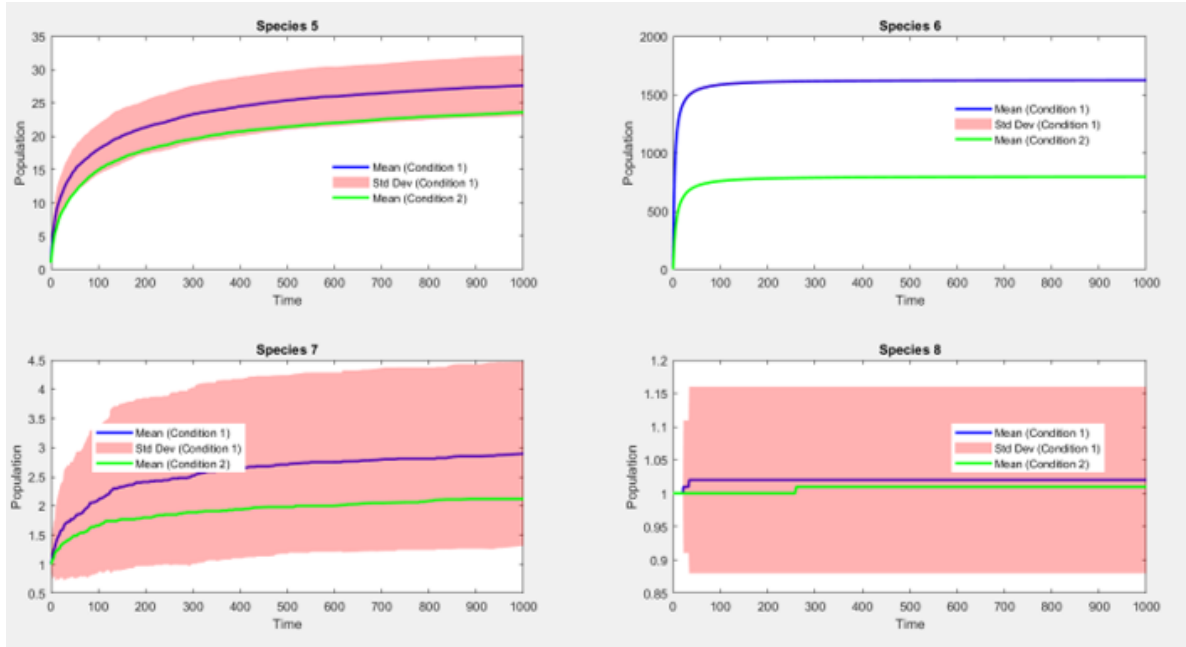 Species 5
35
30
25
20
15
10
5
0
Population
Mean (Condition 1)
Std Dev (Condition 1)
Mean (Condition 2)
0 100 200 300 400 500 600 700 800 900 1000
Time
Species 6
2000
1500
1000
500
0
Population
Mean (Condition 1)
Std Dev (Condition 1)
Mean (Condition 2)
0 100 200 300 400 500 600 700 800 900 1000
Time
Species 7
4.5
4
3.5
3
2.5
2
1.5
1
0.5
Population
Mean (Condition 1)
Std Dev (Condition 1)
Mean (Condition 2)
0 100 200 300 400 500 600 700 800 900 1000
Time
Species 8
1.2
1.15
1.1
1.05
1
0.95
0.9
0.85
Population
Mean (Condition 1)
Std Dev (Condition 1)
Mean (Condition 2)
0 100 200 300 400 500 600 700 800 900 1000
Time